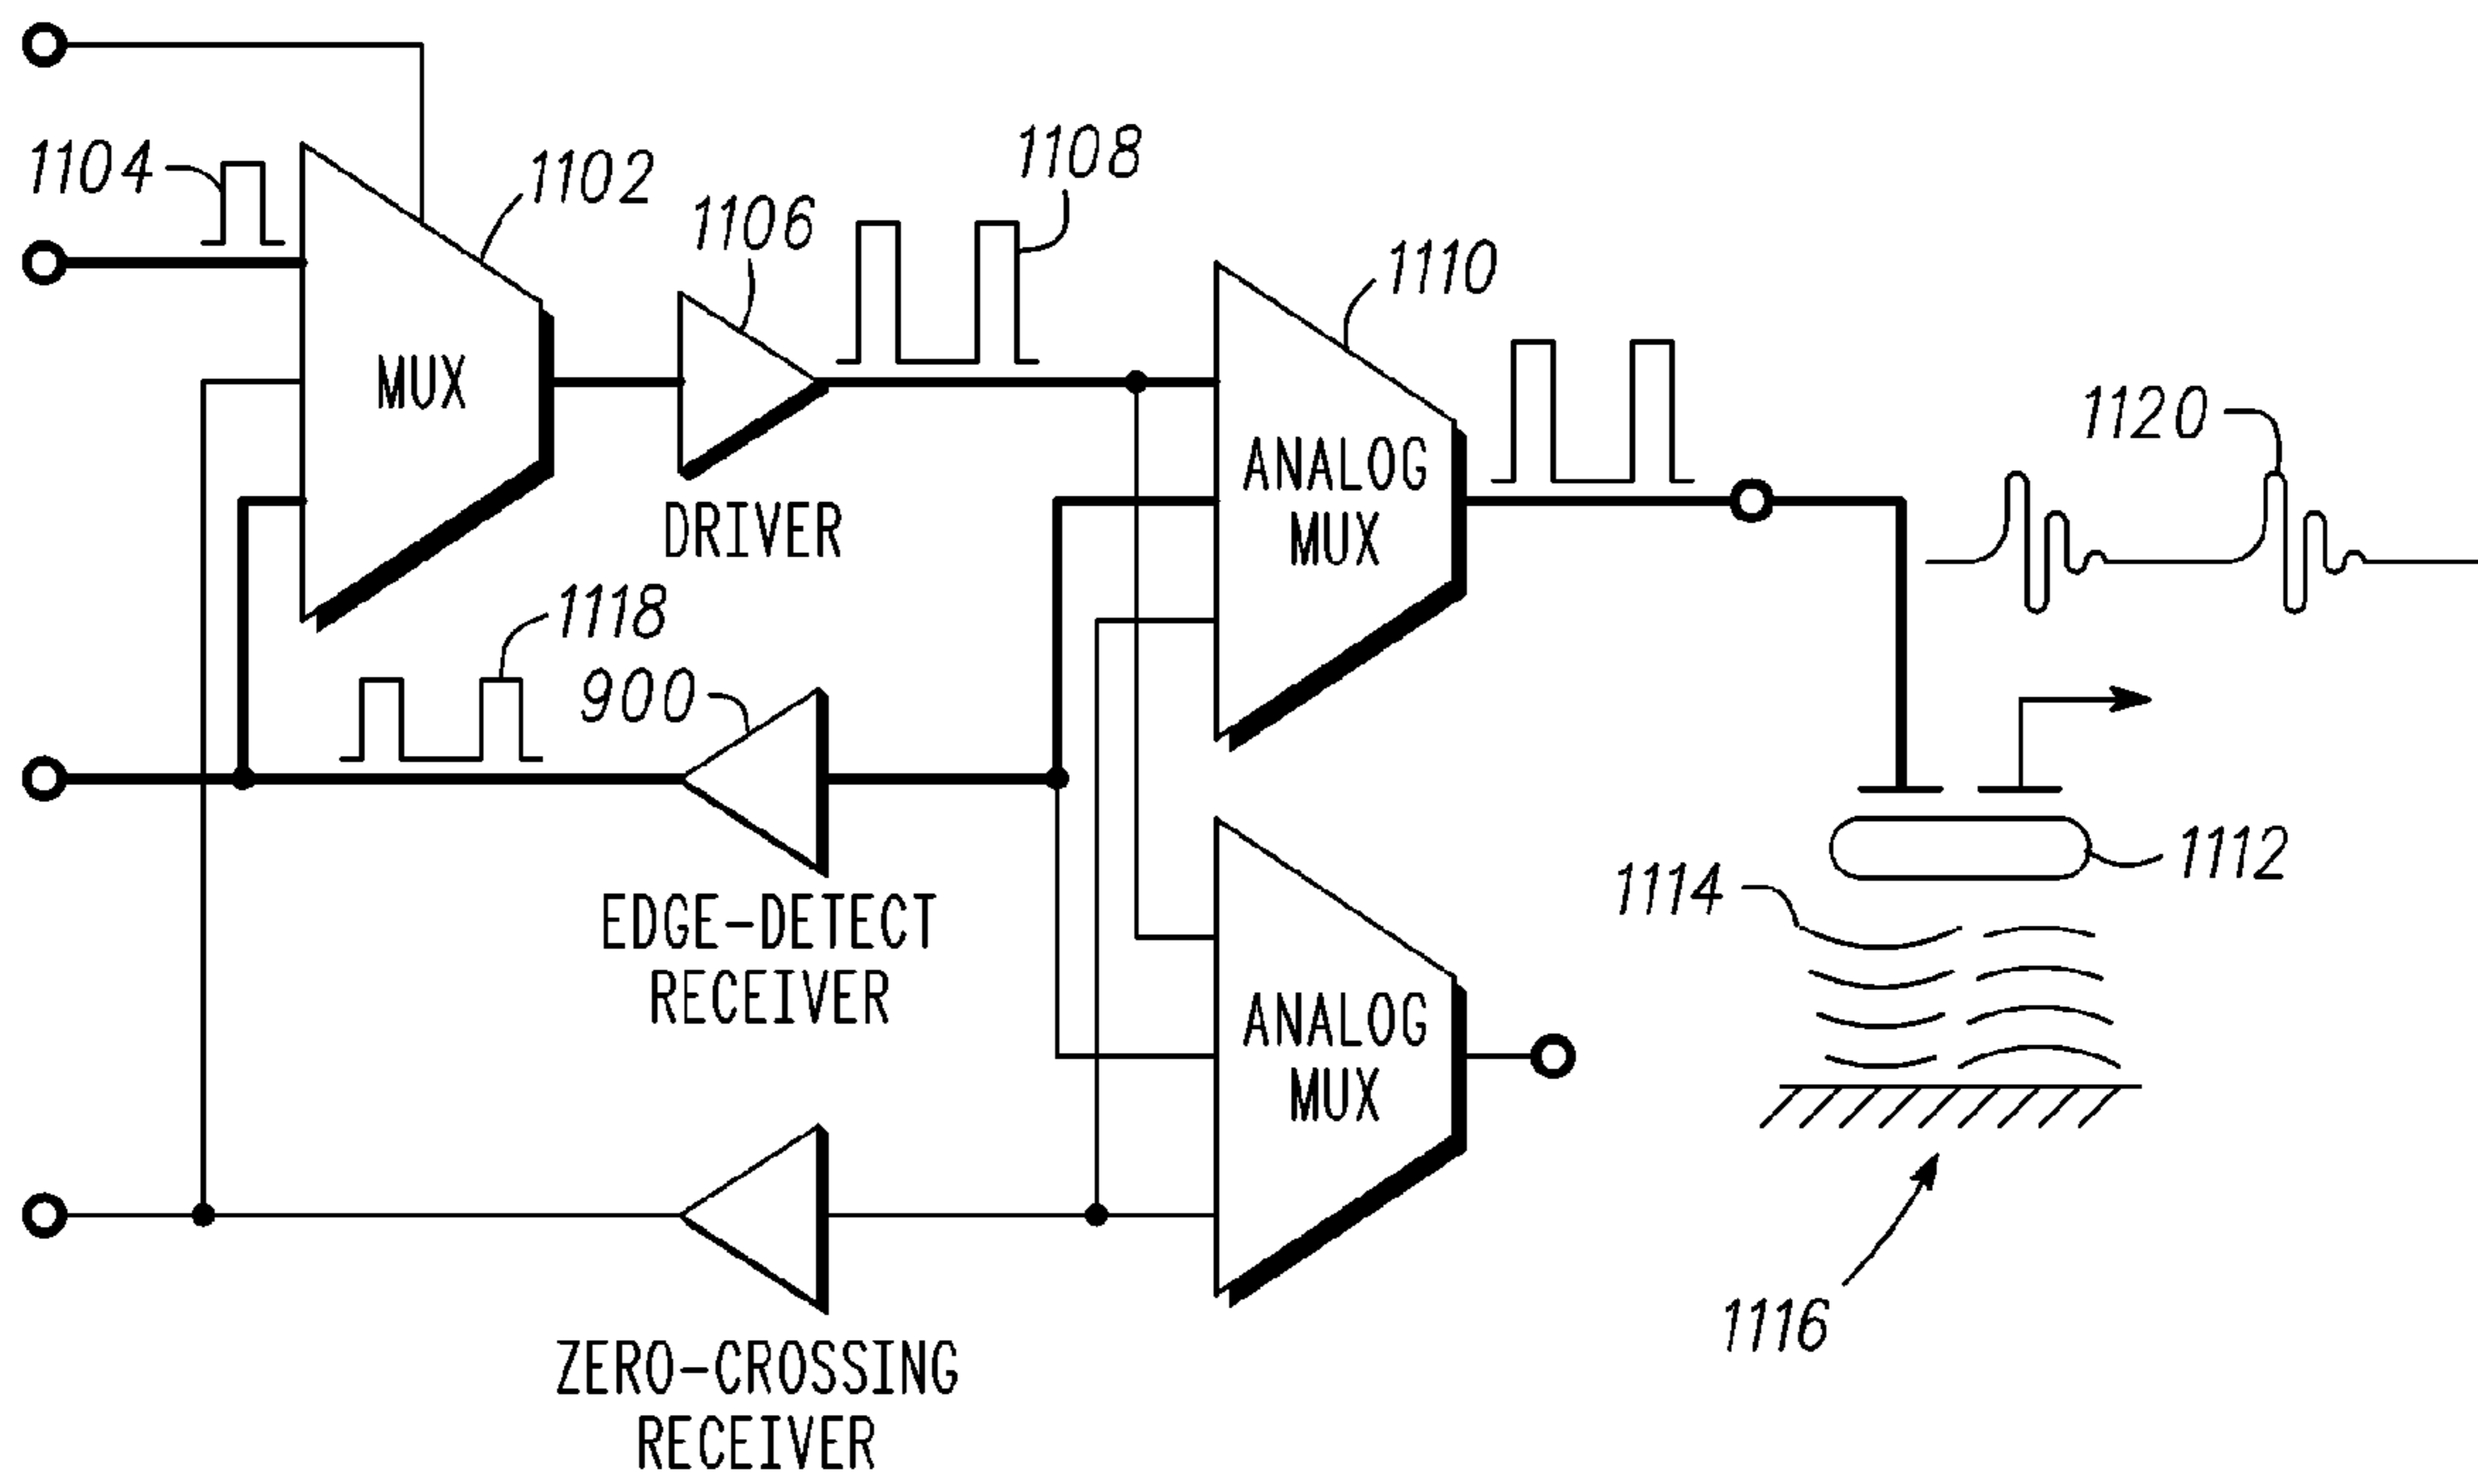 1104
1102
1106
1108
1110
MUX
DRIVER
ANALOG
MUX
1120
1118
900
EDGE-DETECT
RECEIVER
ANALOG
MUX
1114
1112
1116
ZERO-CROSSING
RECEIVER